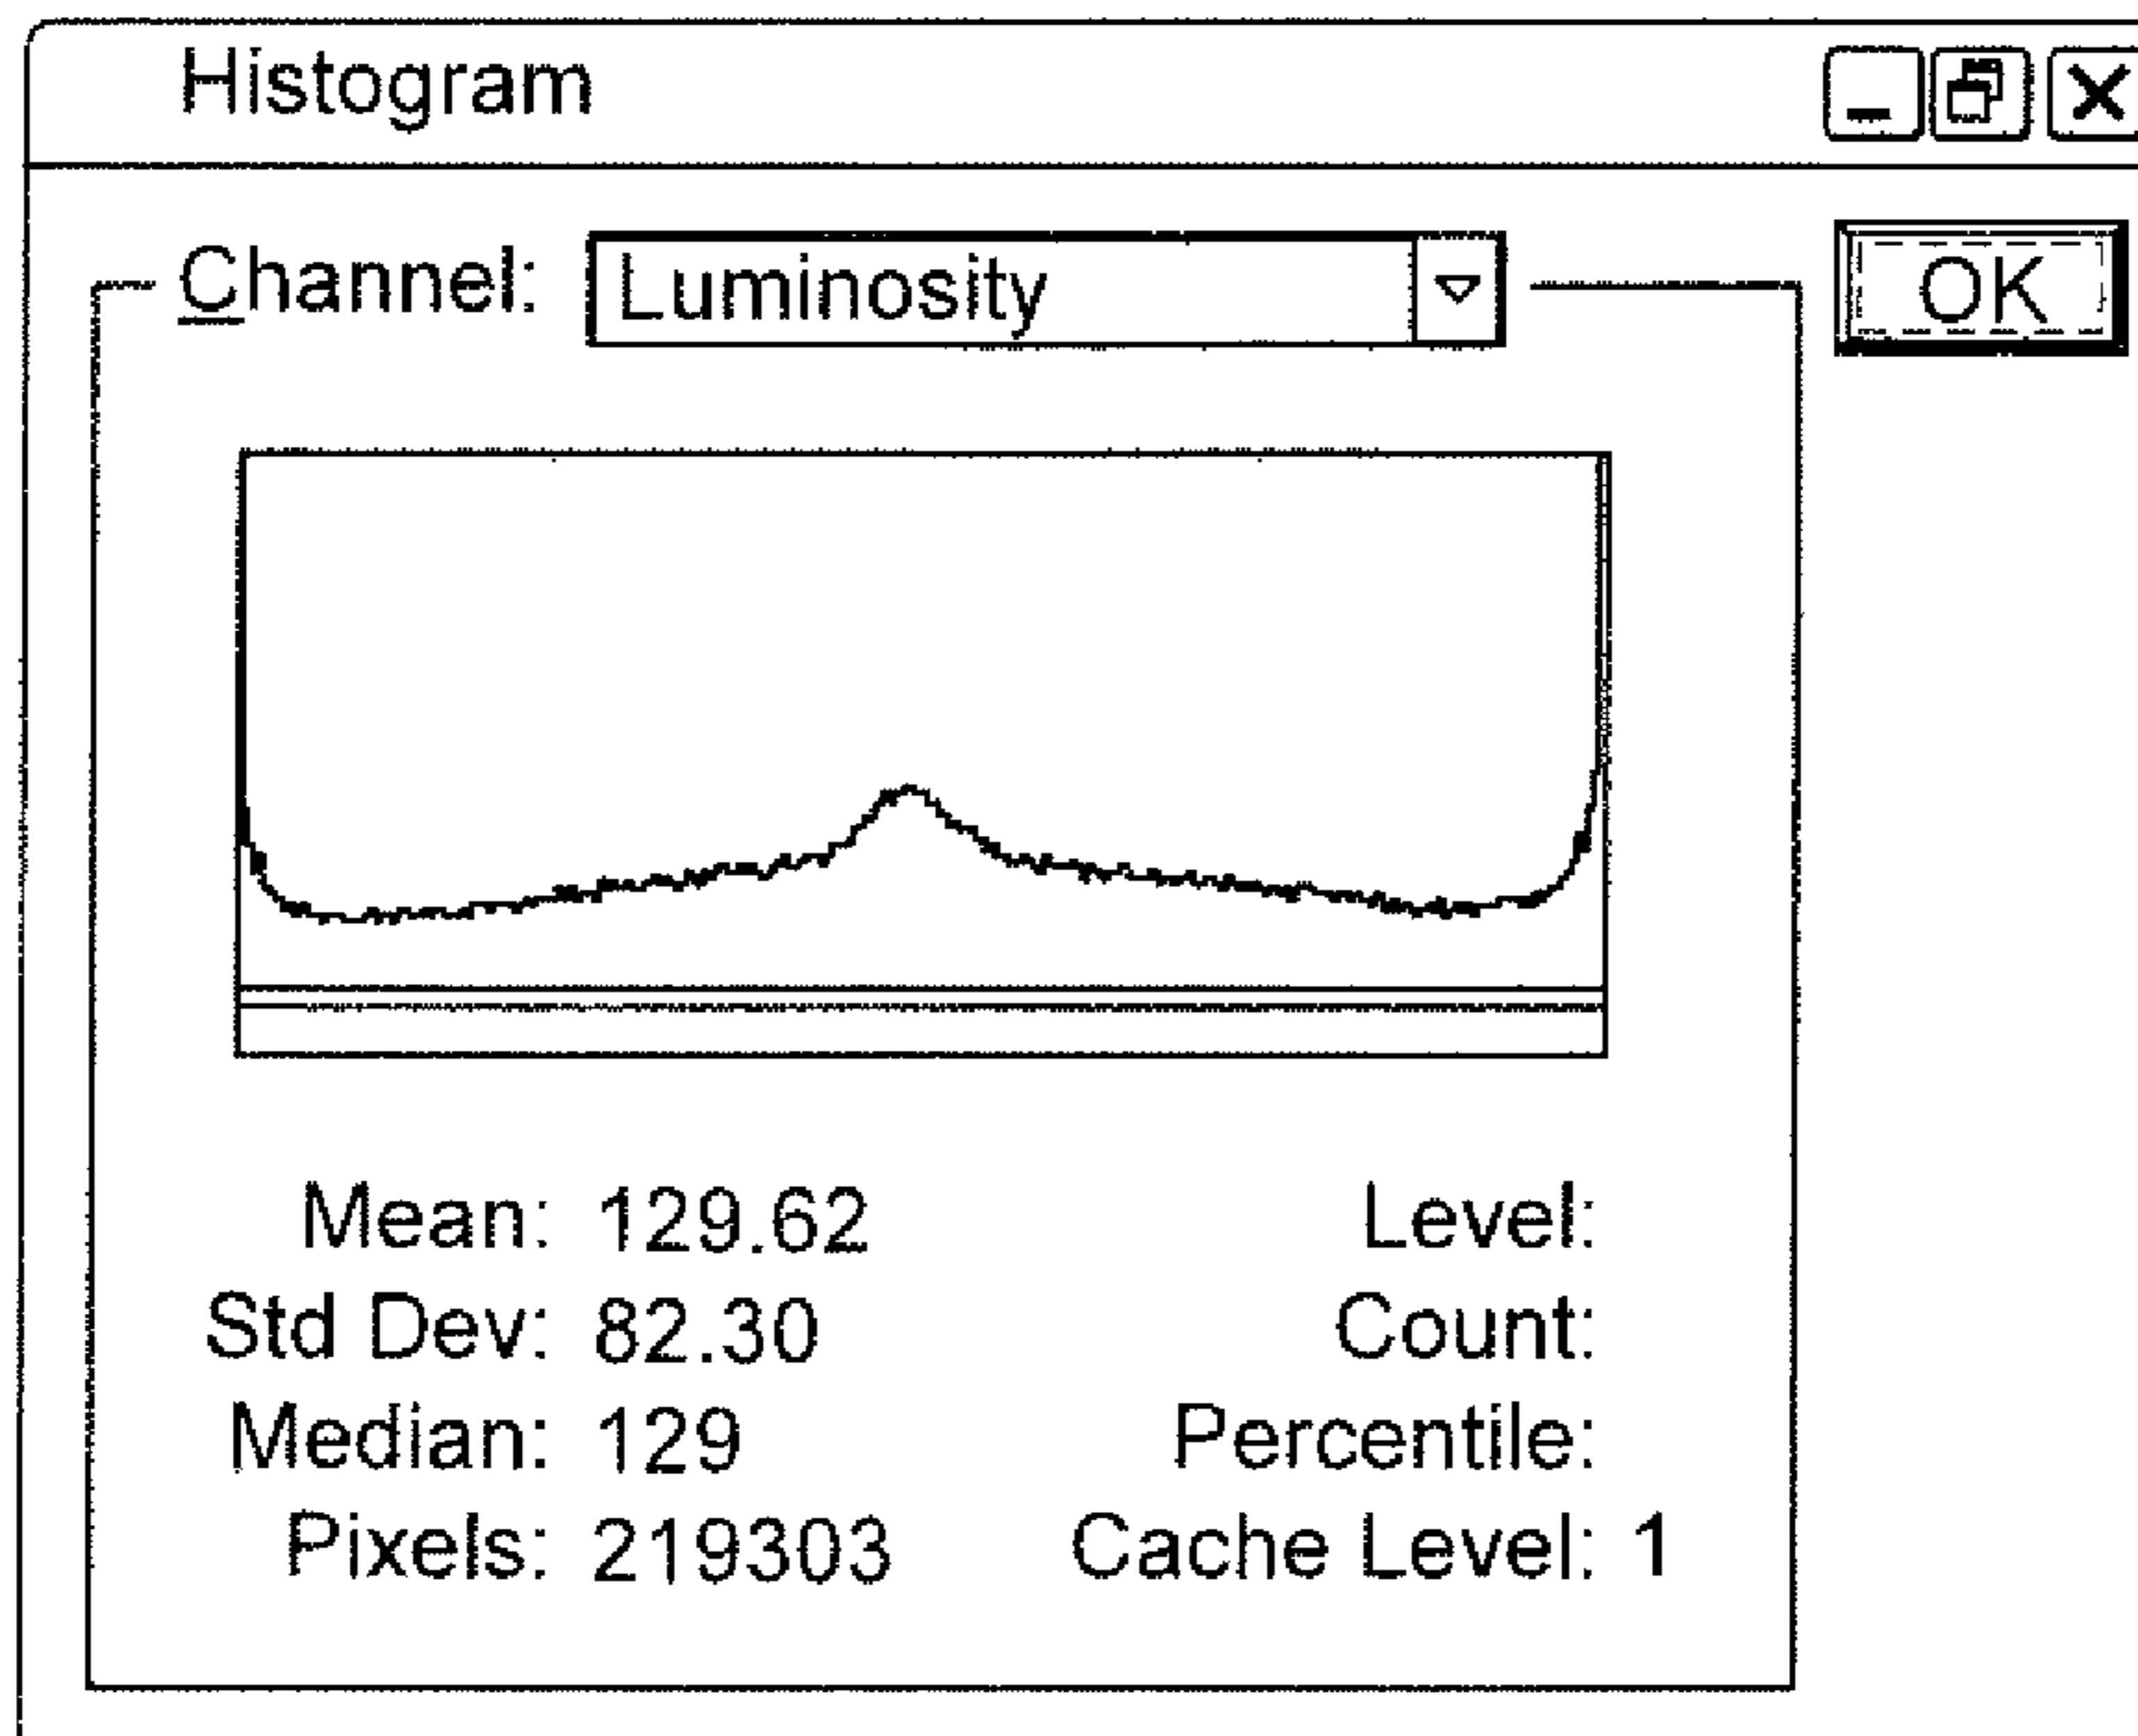 Histogram
Channel: Luminosity
OK
Mean: 129.62 Level:
Std Dev: 82.30 Count:
Median: 129 Percentile:
Pixels: 219303 Cache Level: 1